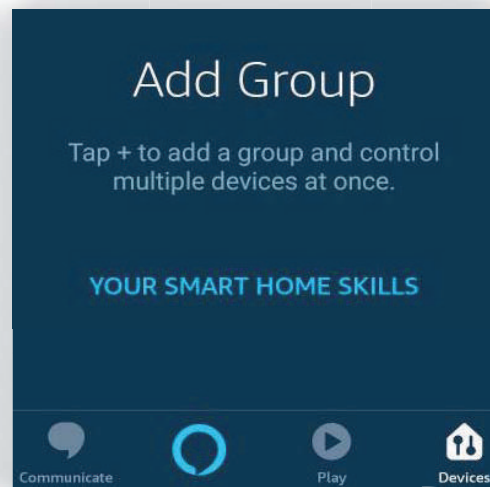 Add Group
Tap + to add a group and control
multiple devices at once.
YOUR SMART HOME SKILLS
Communicate
Play
Devices